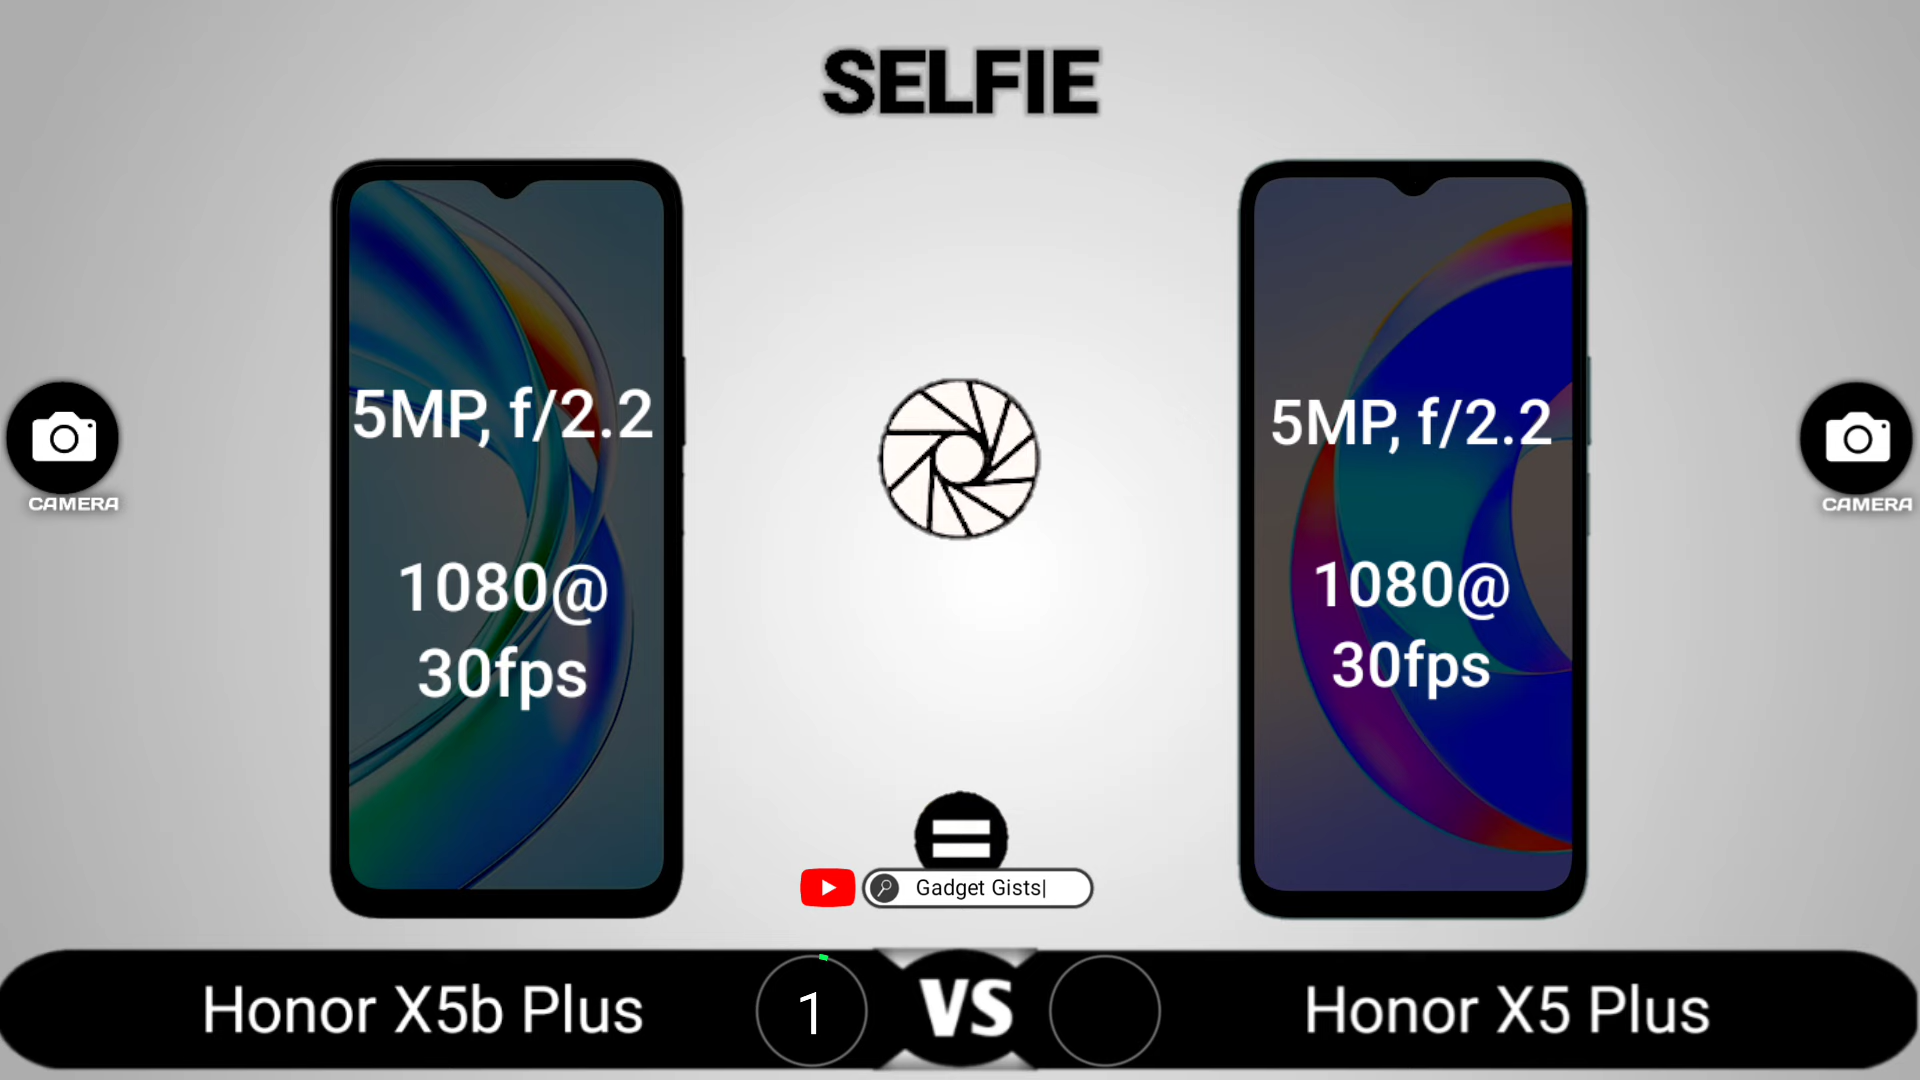 SELFIE
5MP, f/2.2
1080@
30fps
CAMERA
5MP, f/2.2
1080@
30fps
CAMERA
Gadget Gists|
Honor X5b Plus
1
VS
Honor X5 Plus